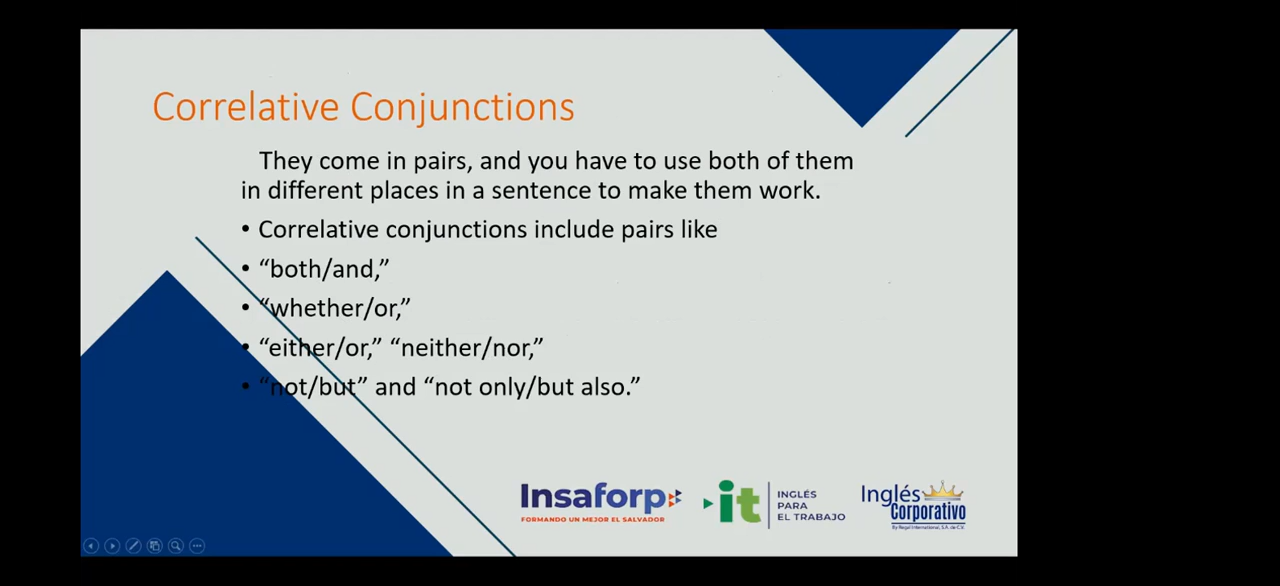 Correlative Conjunctions
They come in pairs, and you have to use both of them
in different places in a sentence to make them work.
• Correlative conjunctions include pairs like
• “both/and,”
• “whether/or,”
• “either/or,” “neither/nor,”
• “not/but” and “not only/but also.”
Insaforp
FORMANDO UN MEJOR EL SALVADOR
it
INGLÉS
PARA
EL TRABAJO
Inglés
Corporativo
By Regal International, S.A. de C.V.